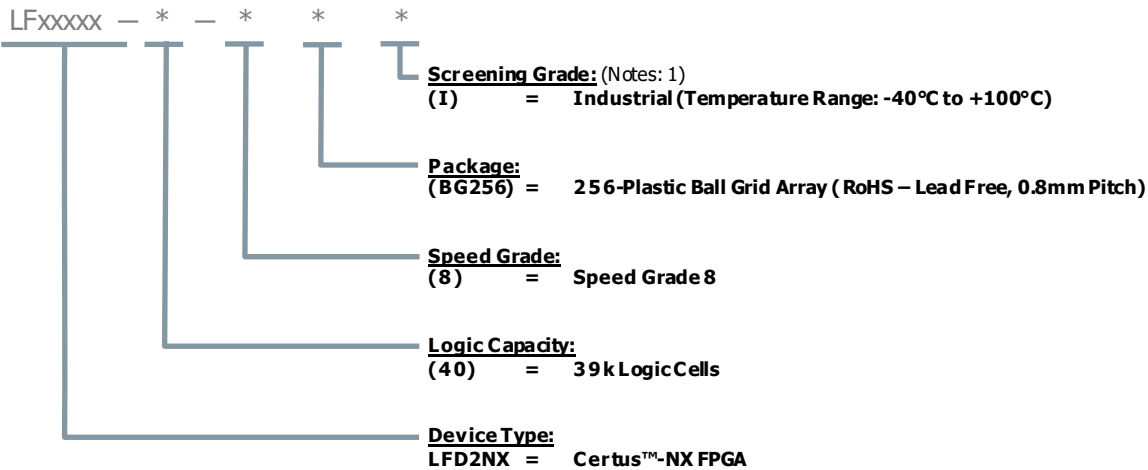 LFxxxxx – * – * * *
Screening Grade: (Notes: 1)
(I) = Industrial (Temperature Range: -40°C to +100°C)
Package:
(BG256) = 256-Plastic Ball Grid Array (RoHS – Lead Free, 0.8mm Pitch)
Speed Grade:
(8) = Speed Grade 8
Logic Capacity:
(40) = 39k Logic Cells
Device Type:
LFD2NX = Certus™-NX FPGA